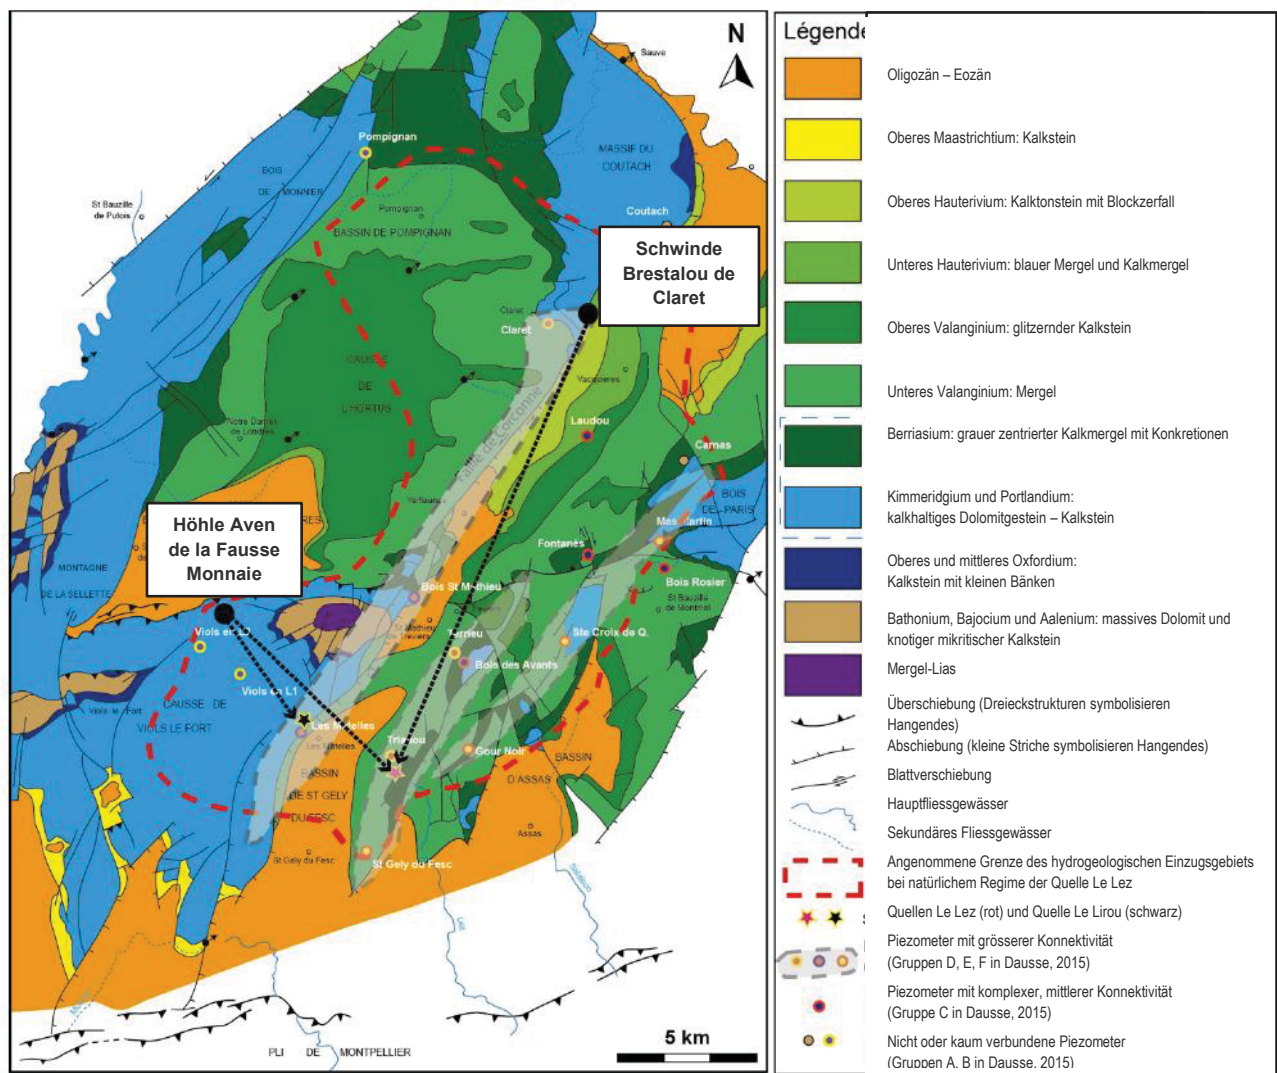 N
Sauve
Pompignan
MASSIF DU
COUTACH
BOIS
DE MONNIER
St Bauzille
de Putois
Pompignan
BASSIN DE POMPIGNAN
Coutach
Schwinde
Brestalou de
Claret
Claret
Claret
CAUSSE
DE
L'HORTUS
Vacquieres
Laudou
Notre Dame
de Londres
Faille de Corconne
Carnas
Valflaunes
BOIS
DE PARIS
Höhle Aven
de la Fausse
Monnaie
Mas Martin
Fontanès
Bois Rosier
MONTAGNE
DE LA SELLETTE
Bois St Mathieu
St Bauzille
de Montmel
St Mathieu
de Treviers
Viols en L2
Terrieu
Ste Croix de Q.
Bois des Avants
Viols en L1
Viols le Fort
CAUSSE DE
VIOLS LE FORT
Les Matelles
Les Matelles
Triadou
Gour Noir
BASSIN
DE ST GELY
DU FESC
BASSIN
D'ASSAS
Assas
St Gely du Fesc
St Gely du Fesc
Lez
5 km
PLI DE MONTPELLIER
Légende
Oligozän – Eozän
Oberes Maastrichtium: Kalkstein
Oberes Hauterivium: Kalktonstein mit Blockzerfall
Unteres Hauterivium: blauer Mergel und Kalkmergel
Oberes Valanginium: glitzernder Kalkstein
Unteres Valanginium: Mergel
Berriasium: grauer zentrierter Kalkmergel mit Konkretionen
Kimmeridgium und Portlandium:
kalkhaltiges Dolomitgestein – Kalkstein
Oberes und mittleres Oxfordium:
Kalkstein mit kleinen Bänken
Bathonium, Bajocium und Aalenium: massives Dolomit und
knotiger mikritischer Kalkstein
Mergel-Lias
Überschiebung (Dreieckstrukturen symbolisieren
Hangendes)
Abschiebung (kleine Striche symbolisieren Hangendes)
Blattverschiebung
Hauptfliessgewässer
Sekundäres Fliessgewässer
Angenommene Grenze des hydrogeologischen Einzugsgebiets
bei natürlichem Regime der Quelle Le Lez
Quellen Le Lez (rot) und Quelle Le Lirou (schwarz)
Piezometer mit grösserer Konnektivität
(Gruppen D, E, F in Dausse, 2015)
Piezometer mit komplexer, mittlerer Konnektivität
(Gruppe C in Dausse, 2015)
Nicht oder kaum verbundene Piezometer
(Gruppen A, B in Dausse, 2015)